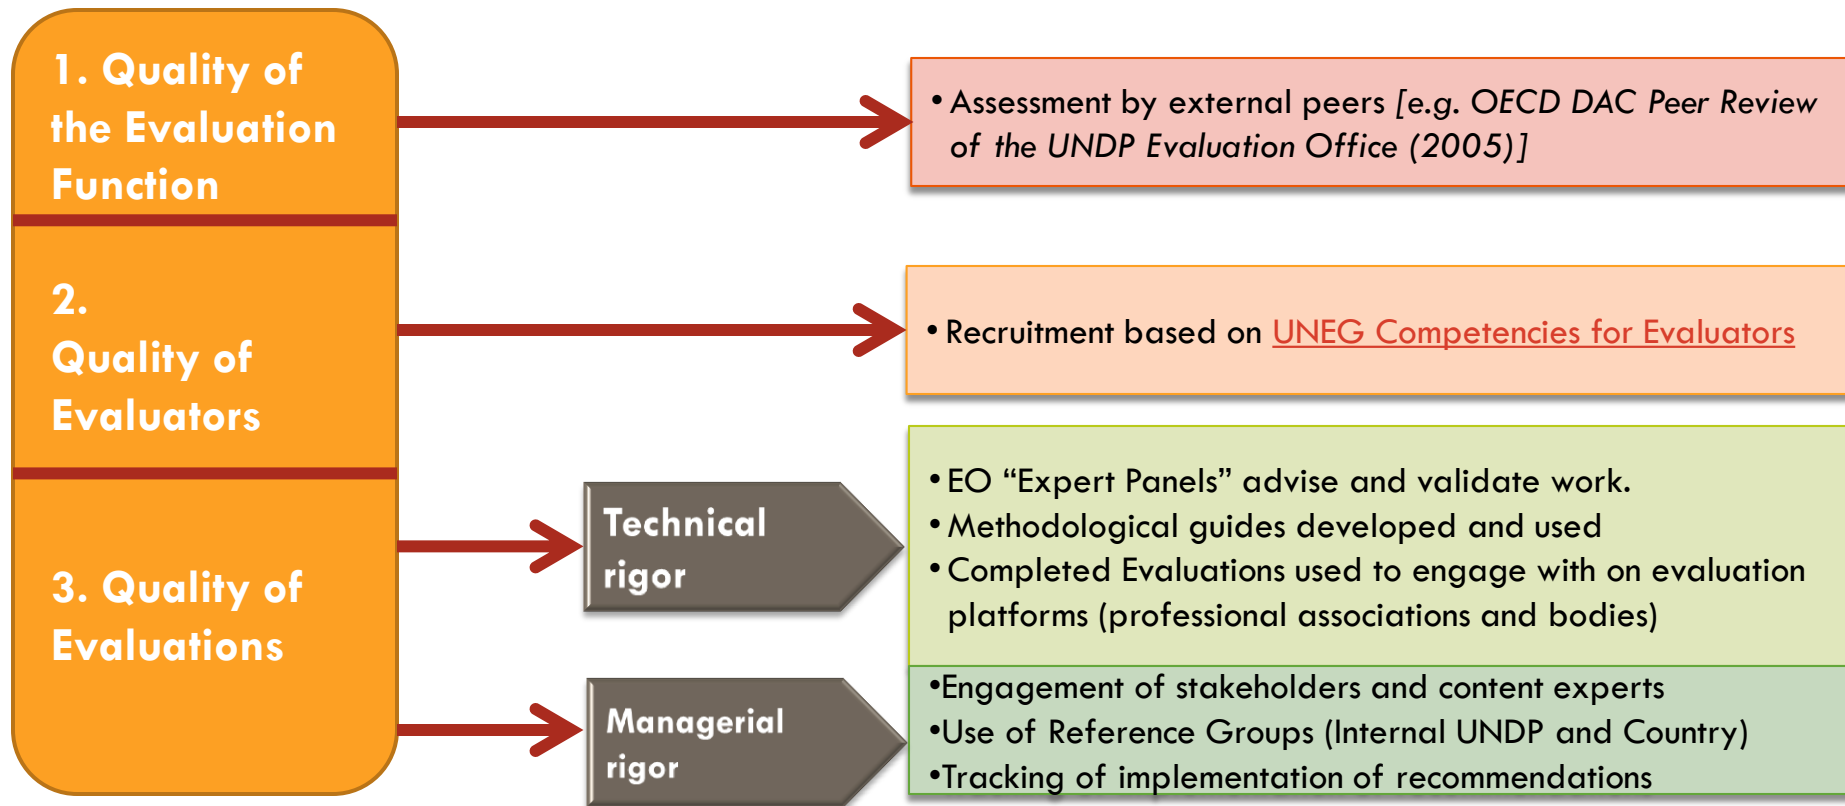 1. Quality of
the Evaluation
Function
• Assessment by external peers [e.g. OECD DAC Peer Review
of the UNDP Evaluation Office (2005)]
2.
Quality of
Evaluators
• Recruitment based on UNEG Competencies for Evaluators
3. Quality of
Evaluations
Technical
rigor
• EO “Expert Panels” advise and validate work.
• Methodological guides developed and used
• Completed Evaluations used to engage with on evaluation
platforms (professional associations and bodies)
Managerial
rigor
•Engagement of stakeholders and content experts
•Use of Reference Groups (Internal UNDP and Country)
•Tracking of implementation of recommendations